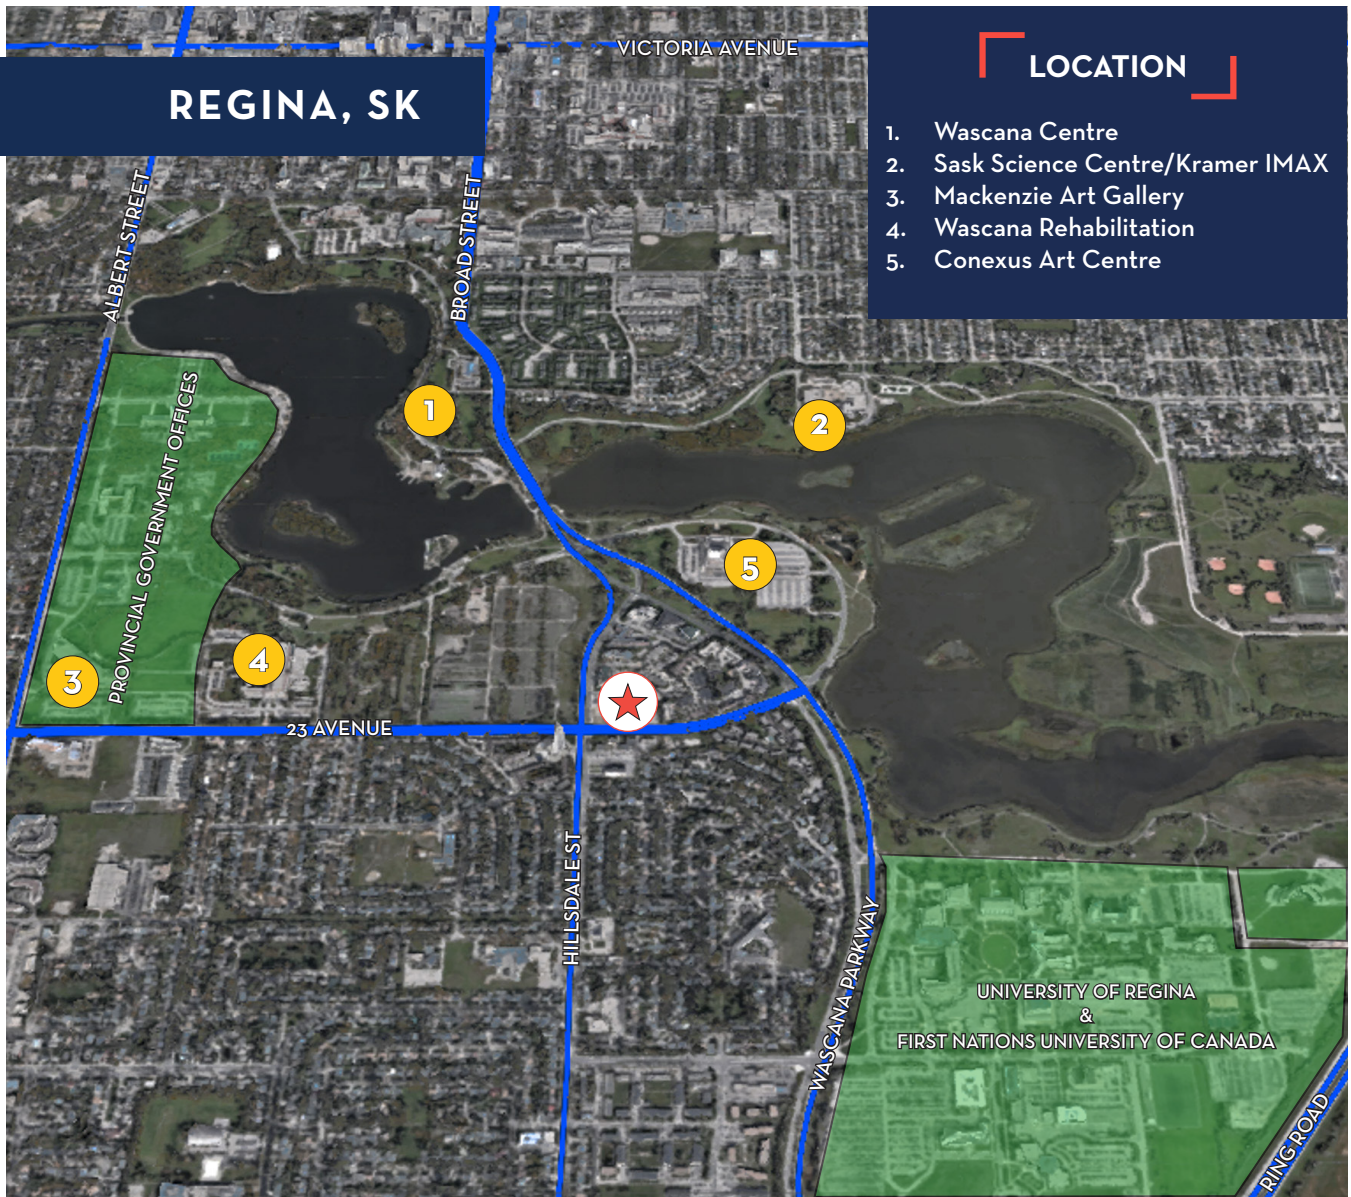 VICTORIA AVENUE
REGINA, SK
LOCATION
1. Wascana Centre
2. Sask Science Centre/Kramer IMAX
3. Mackenzie Art Gallery
4. Wascana Rehabilitation
5. Conexus Art Centre
ALBERT STREET
BROAD STREET
PROVINCIAL GOVERNMENT OFFICES
1
2
5
4
3
23 AVENUE
HILLSDALE ST
WASCANA PARKWAY
UNIVERSITY OF REGINA
&
FIRST NATIONS UNIVERSITY OF CANADA
RING ROAD